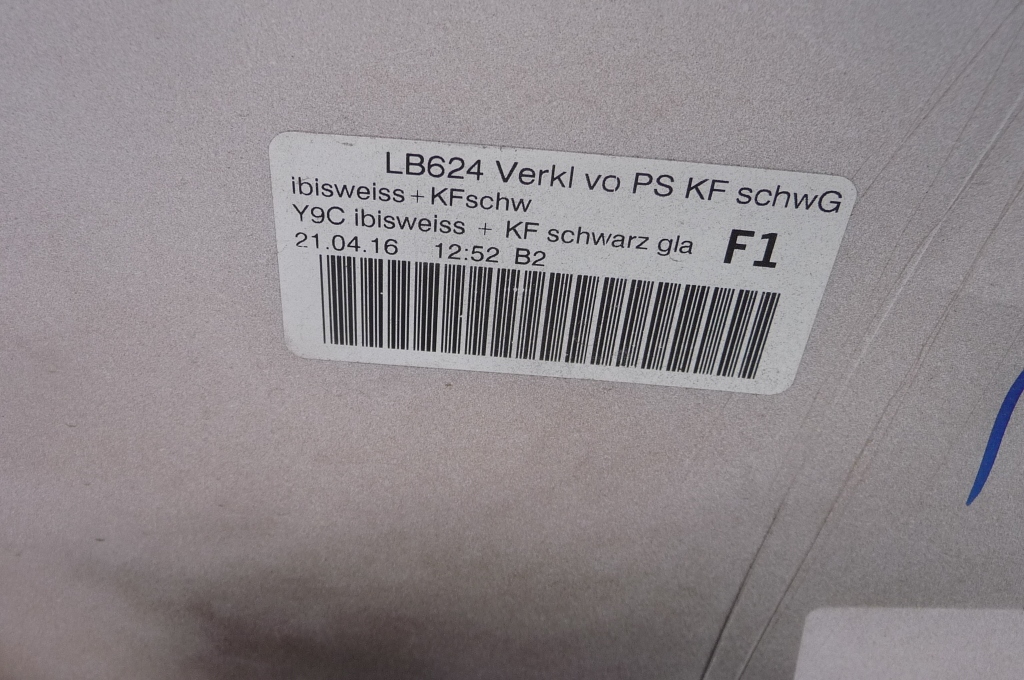 LB624 Verkl vo PS KF schwG
ibisweiss+KFschw
Y9C ibisweiss + KF schwarz gla
F1
21.04.16 12:52 B2